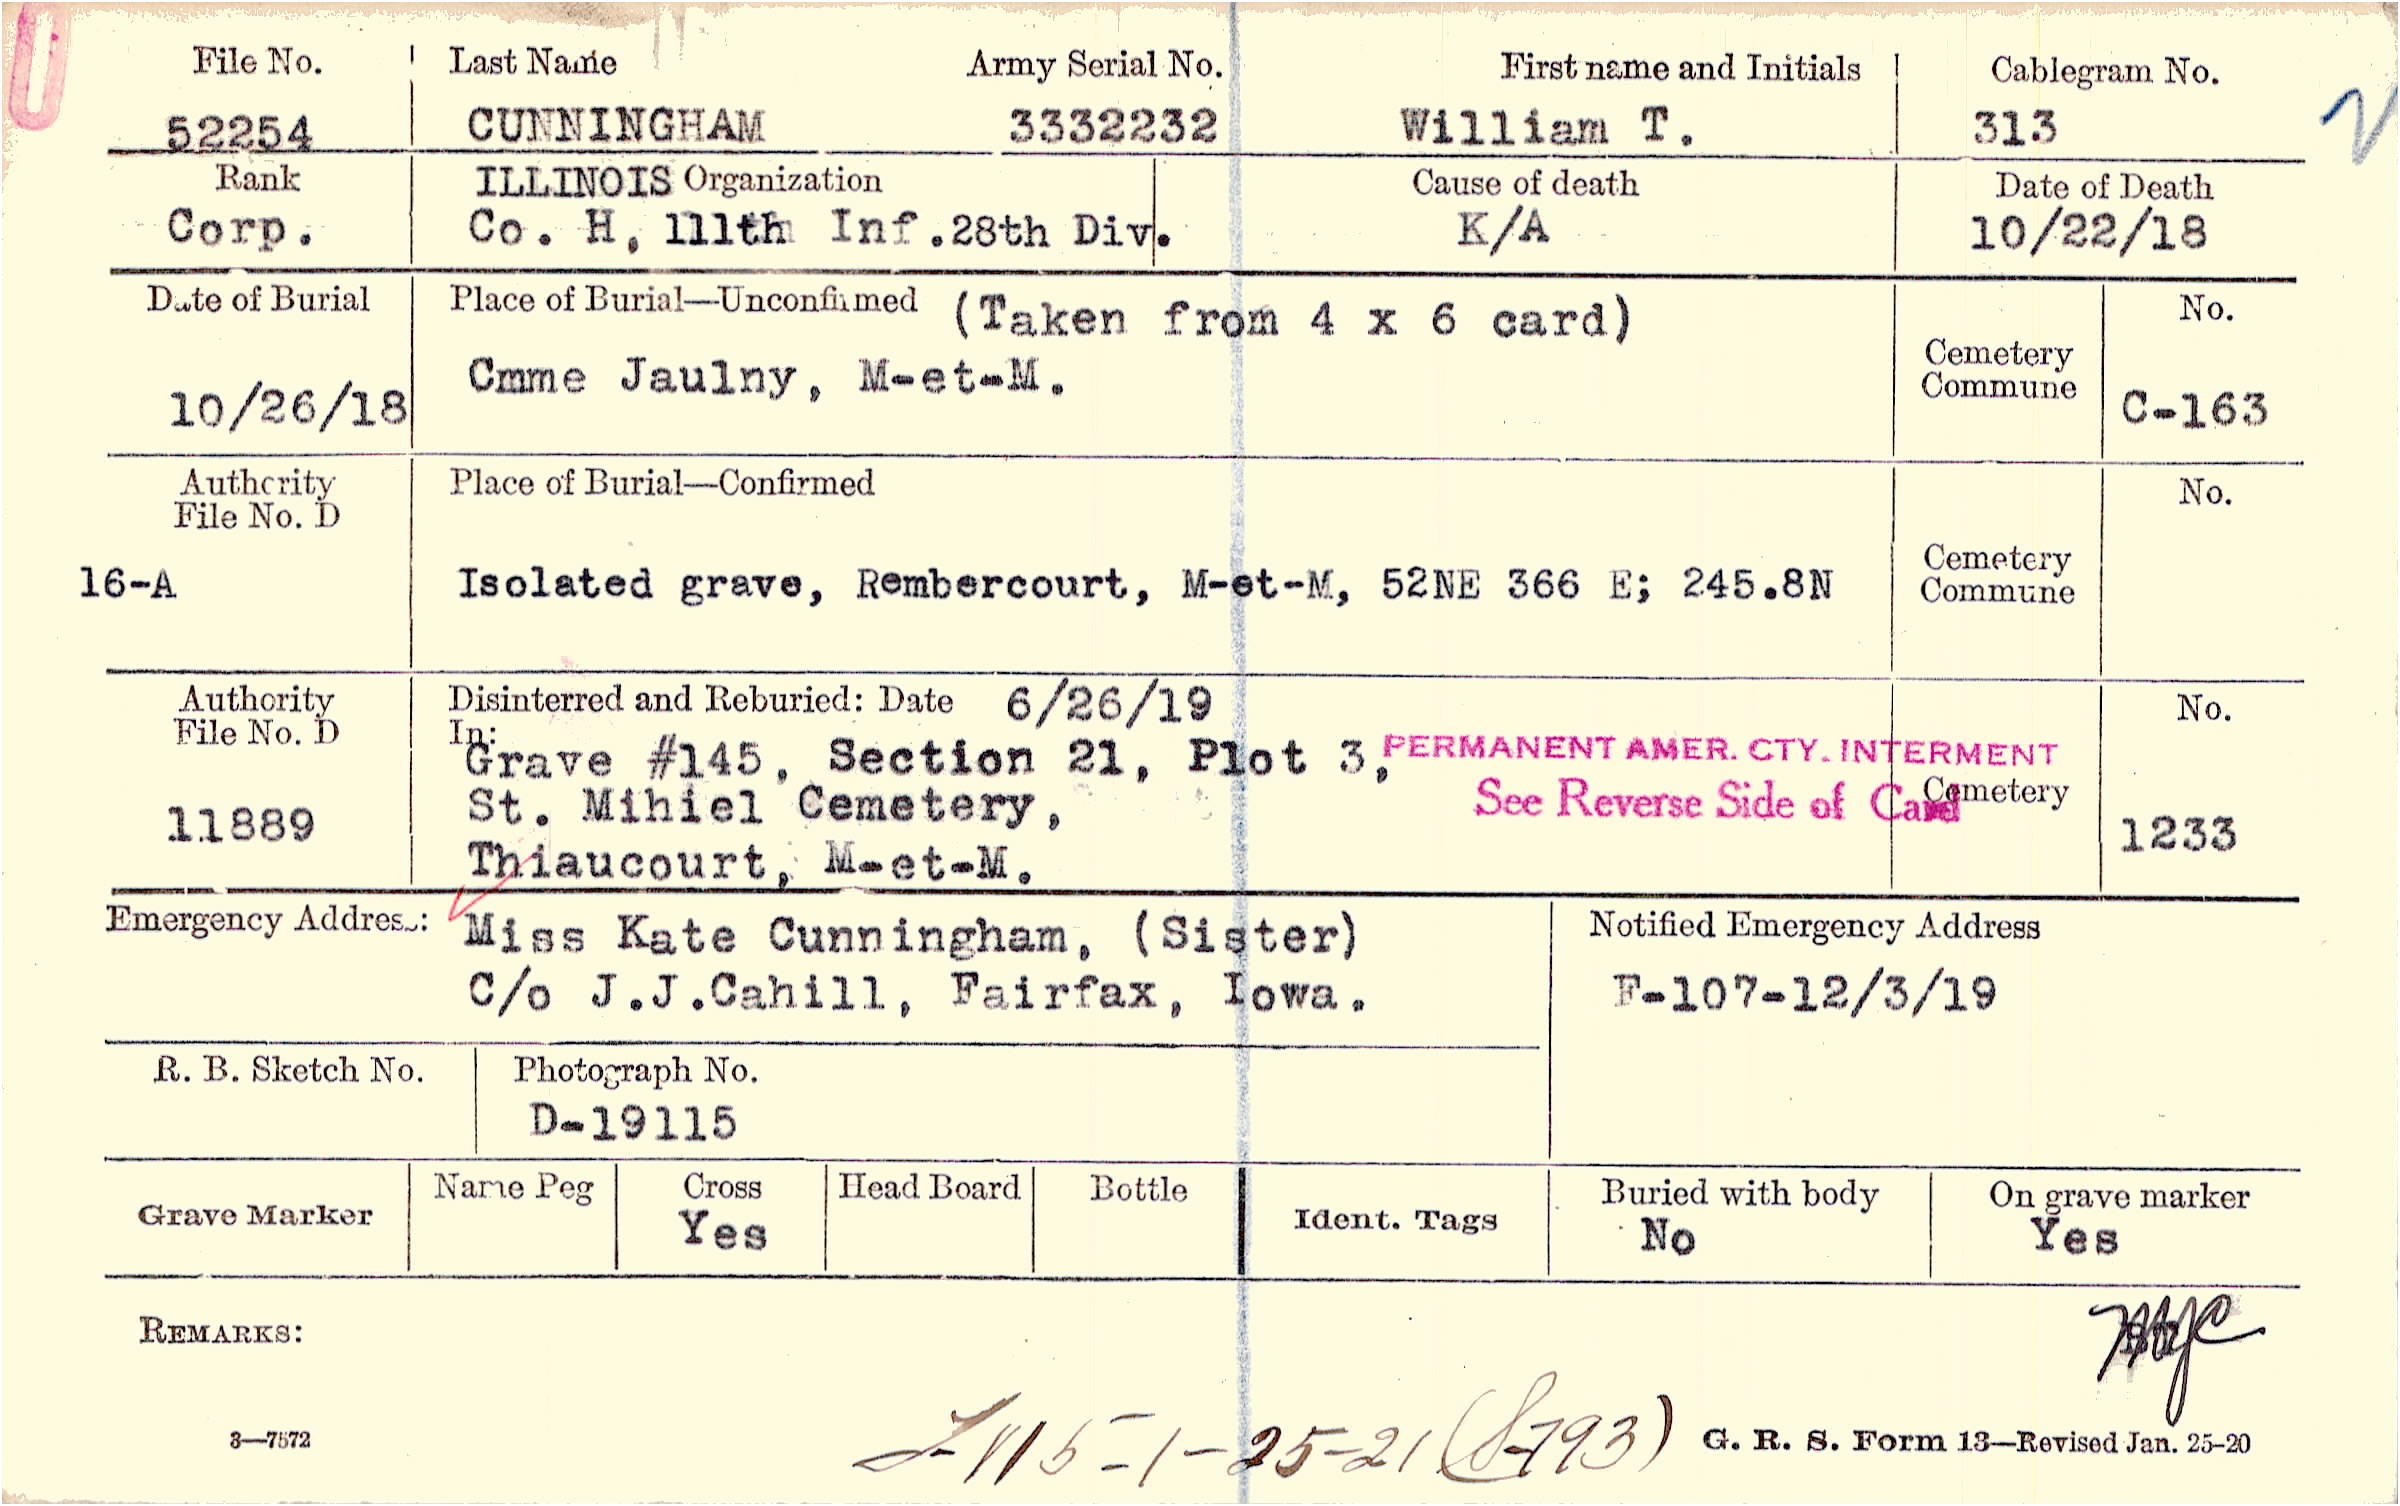 File No. Last Name Army Serial No. First name and Initials Cablegram No.
52254 CUNNINGHAM 3332232 William T. 313
Rank ILLINOIS Organization Cause of death Date of Death
Corp. Co. H, 111th Inf.28th Div. K/A 10/22/18
Date of Burial Place of Burial—Unconfirmed (Taken from 4 x 6 card) No.
Cmme Jaulny, M-et-M. Cemetery
Commune
10/26/18 C-163
Authority Place of Burial—Confirmed No.
File No. D
16-A Isolated grave, Rembercourt, M-et-M, 52NE 366 E; 245.8N Cemetery
Commune
Authority Disinterred and Reburied: Date 6/26/19 No.
File No. D In:
Grave #145, Section 21, Plot 3, PERMANENT AMER. CTY. INTERMENT
11889 St. Mihiel Cemetery, See Reverse Side of Card Cemetery 1233
Thiaucourt, M-et-M.
Emergency Address: Miss Kate Cunningham, (Sister) Notified Emergency Address
C/o J.J.Cahill, Fairfax, Iowa. F-107-12/3/19
R. B. Sketch No. Photograph No.
D-19115
Grave Marker Name Peg Cross Head Board Bottle Ident. Tags Buried with body On grave marker
Yes No Yes
REMARKS:
3—7572 115-1-25-21 G. R. S. Form 13—Revised Jan. 25-20